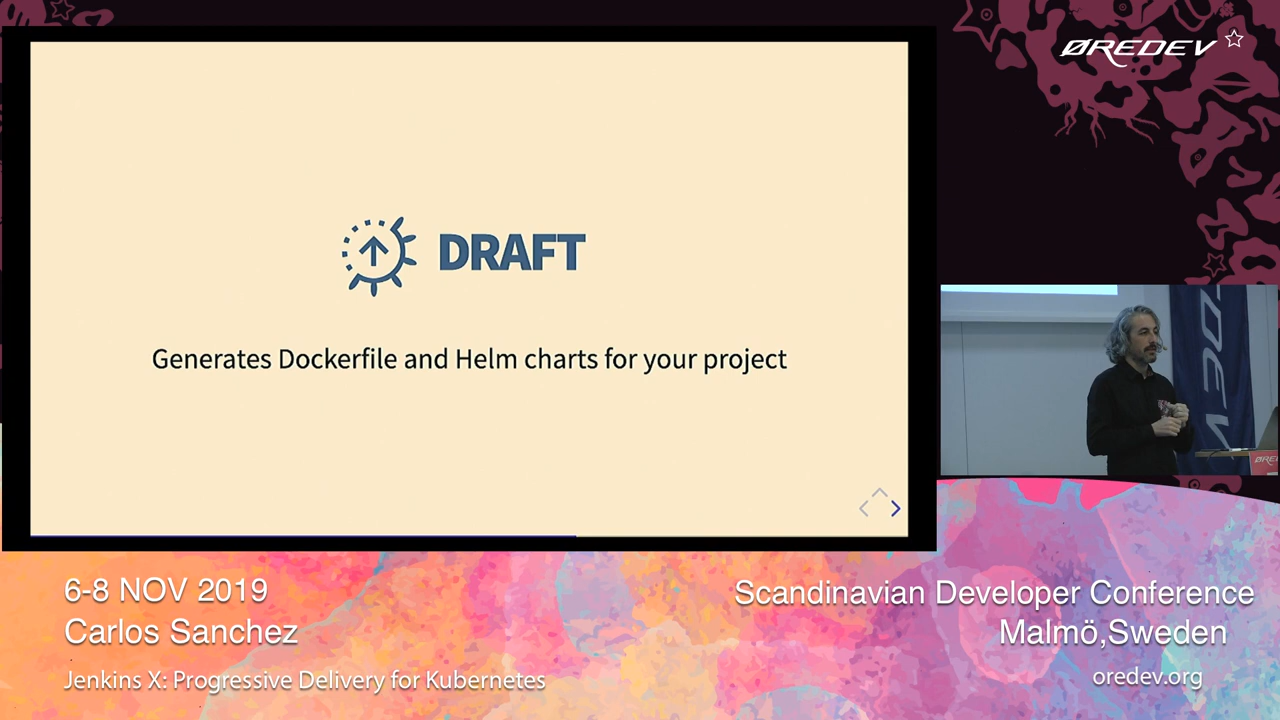 ØREDEV
DRAFT
Generates Dockerfile and Helm charts for your project
6-8 NOV 2019
Carlos Sanchez
Jenkins X: Progressive Delivery for Kubernetes
Scandinavian Developer Conference
Malmö,Sweden
oredev.org